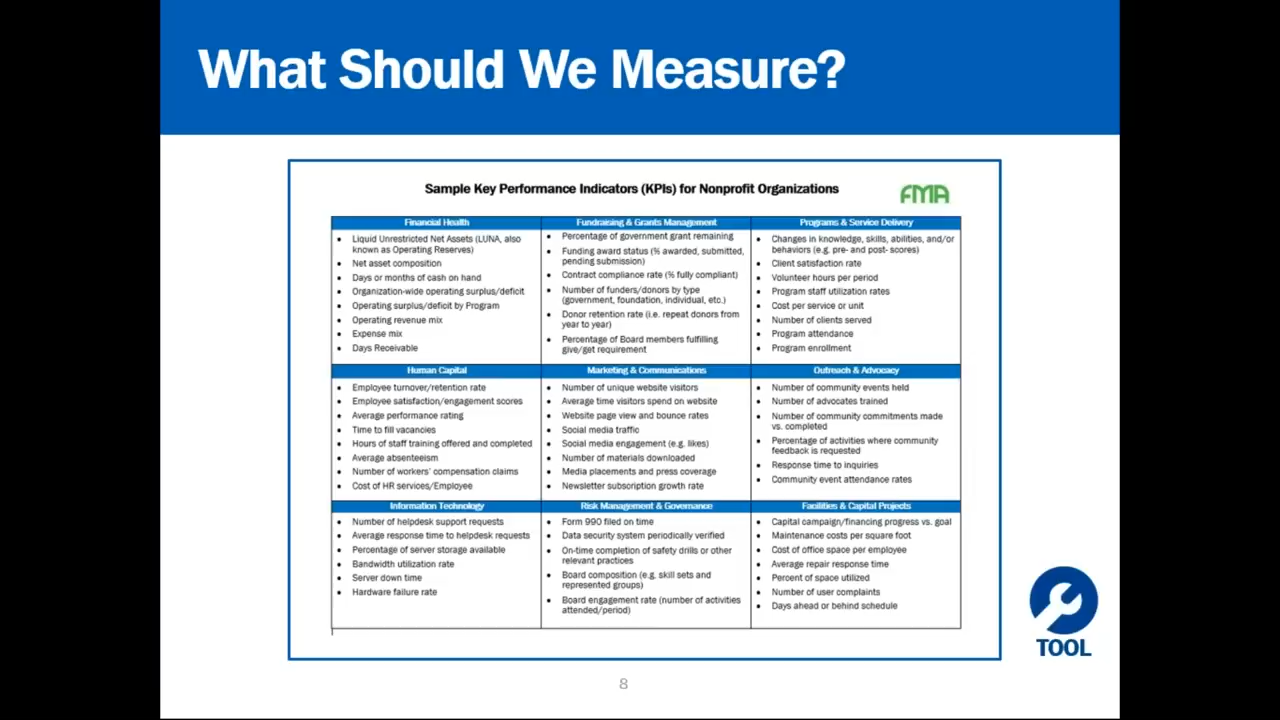 What Should We Measure?
Sample Key Performance Indicators (KPIs) for Nonprofit Organizations
FMA
Financial Health
• Liquid Unrestricted Net Assets (LUNA, also
known as Operating Reserves)
• Net asset composition
• Days or months of cash on hand
• Organization-wide operating surplus/deficit
• Operating surplus/deficit by Program
• Operating revenue mix
• Expense mix
• Days Receivable
Fundraising & Grants Management
• Percentage of government grant remaining
• Funding award status (% awarded, submitted,
pending submission)
• Contract compliance rate (% fully compliant)
• Number of funders/donors by type
(government, foundation, individual, etc.)
• Donor retention rate (i.e. repeat donors from
year to year)
• Percentage of Board members fulfilling
give/get requirement
Programs & Service Delivery
• Changes in knowledge, skills, abilities, and/or
behaviors (e.g. pre- and post- scores)
• Client satisfaction rate
• Volunteer hours per period
• Program staff utilization rates
• Cost per service or unit
• Number of clients served
• Program attendance
• Program enrollment
Human Capital
• Employee turnover/retention rate
• Employee satisfaction/engagement scores
• Average performance rating
• Time to fill vacancies
• Hours of staff training offered and completed
• Average absenteeism
• Number of workers' compensation claims
• Cost of HR services/Employee
Marketing & Communications
• Number of unique website visitors
• Average time visitors spend on website
• Website page view and bounce rates
• Social media traffic
• Social media engagement (e.g. likes)
• Number of materials downloaded
• Media placements and press coverage
• Newsletter subscription growth rate
Outreach & Advocacy
• Number of community events held
• Number of advocates trained
• Number of community commitments made
vs. completed
• Percentage of activities where community
feedback is requested
• Response time to inquiries
• Community event attendance rates
Information Technology
• Number of helpdesk support requests
• Average response time to helpdesk requests
• Percentage of server storage available
• Bandwidth utilization rate
• Server down time
• Hardware failure rate
Risk Management & Governance
• Form 990 filed on time
• Data security system periodically verified
• On-time completion of safety drills or other
relevant practices
• Board composition (e.g. skill sets and
represented groups)
• Board engagement rate (number of activities
attended/period)
Facilities & Capital Projects
• Capital campaign/financing progress vs. goal
• Maintenance costs per square foot
• Cost of office space per employee
• Average repair response time
• Percent of space utilized
• Number of user complaints
• Days ahead or behind schedule
TOOL
8